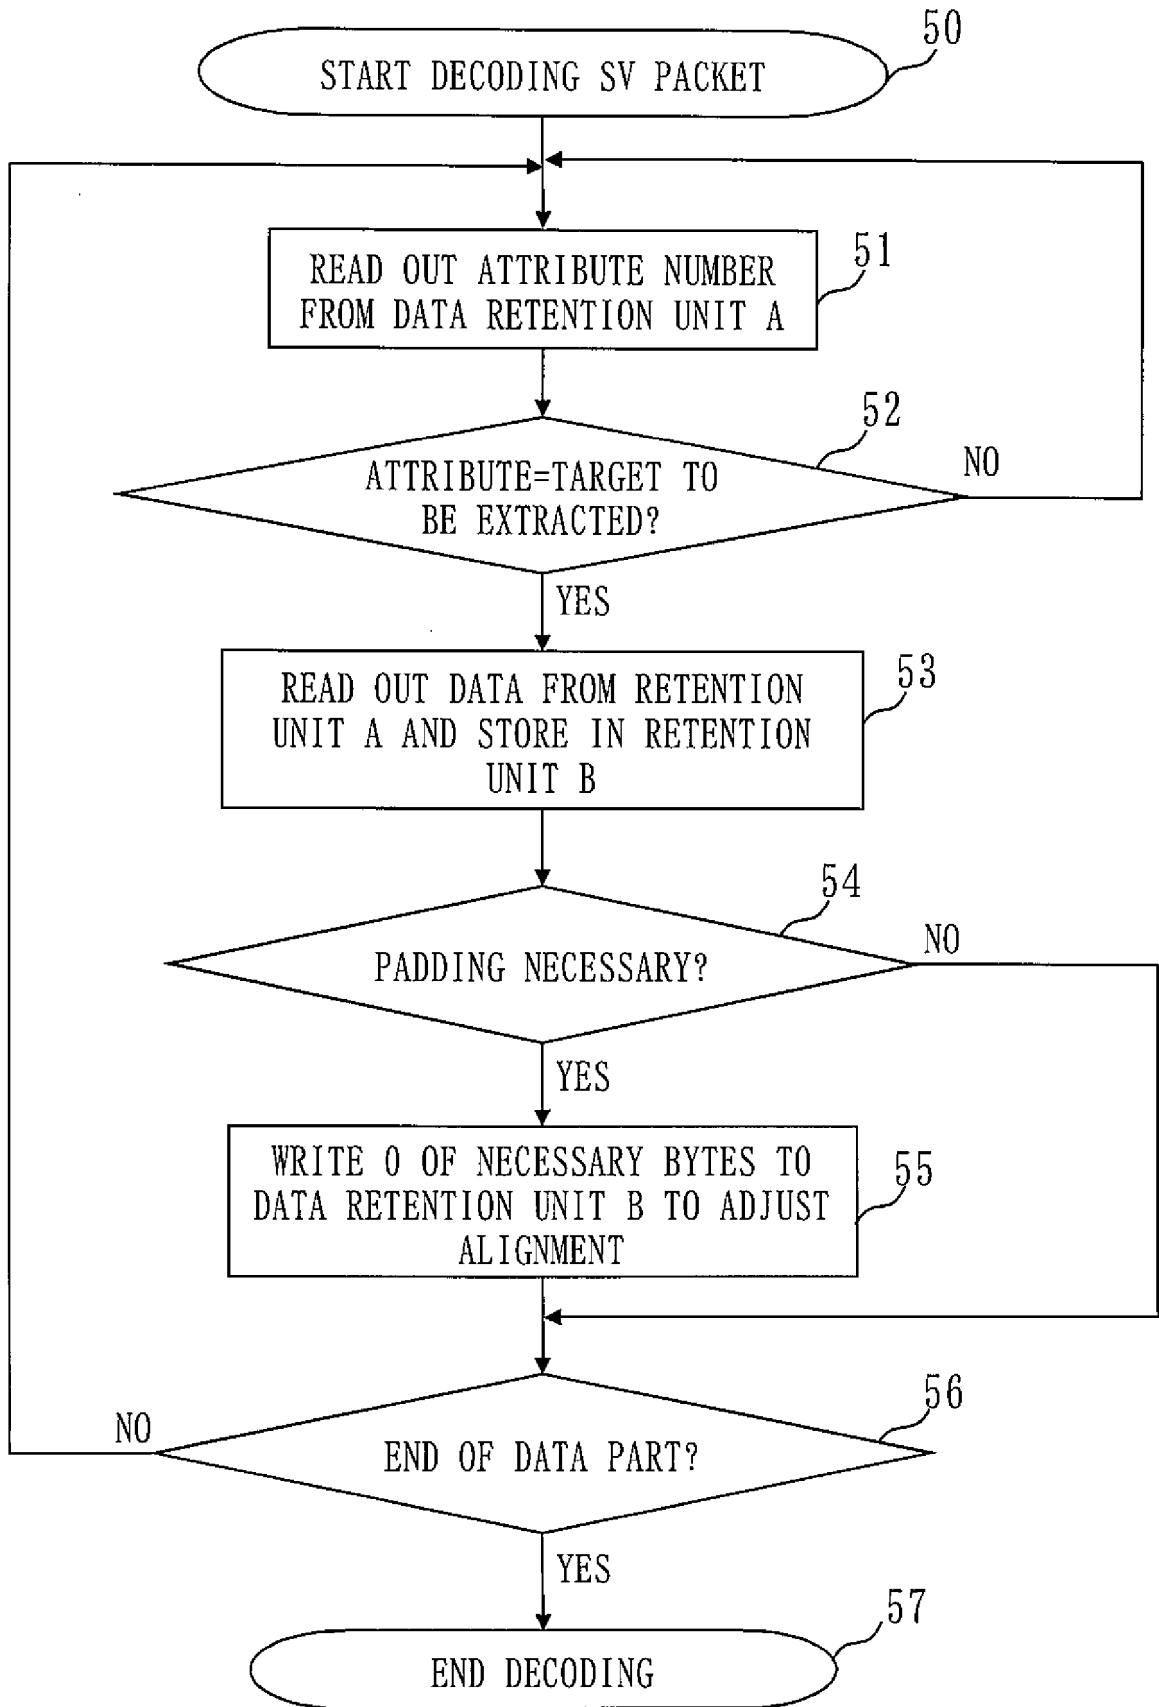 50
START DECODING SV PACKET
51
READ OUT ATTRIBUTE NUMBER
FROM DATA RETENTION UNIT A
52
NO
ATTRIBUTE=TARGET TO
BE EXTRACTED?
YES
53
READ OUT DATA FROM RETENTION
UNIT A AND STORE IN RETENTION
UNIT B
54
NO
PADDING NECESSARY?
YES
55
WRITE 0 OF NECESSARY BYTES TO
DATA RETENTION UNIT B TO ADJUST
ALIGNMENT
56
NO
END OF DATA PART?
YES
57
END DECODING